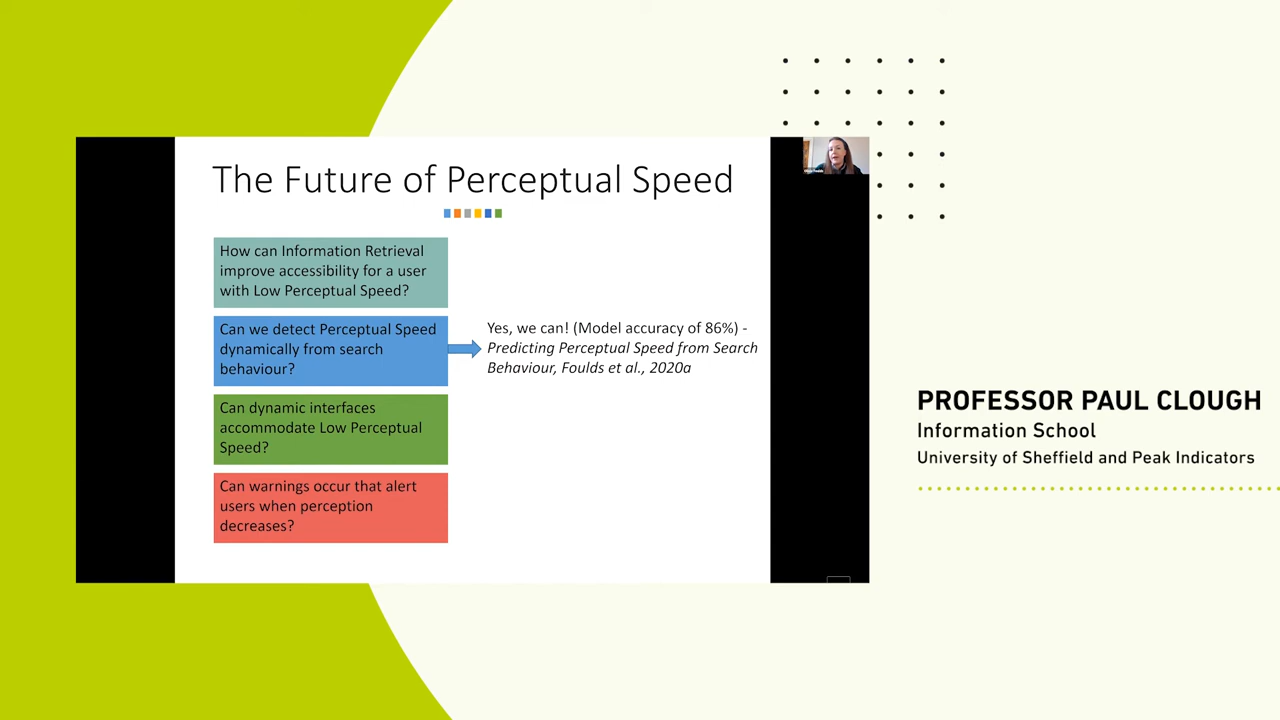 The Future of Perceptual Speed
How can Information Retrieval
improve accessibility for a user
with Low Perceptual Speed?
Can we detect Perceptual Speed
dynamically from search
behaviour?
Yes, we can! (Model accuracy of 86%) -
Predicting Perceptual Speed from Search
Behaviour, Foulds et al., 2020a
Can dynamic interfaces
accommodate Low Perceptual
Speed?
Can warnings occur that alert
users when perception
decreases?
PROFESSOR PAUL CLOUGH
Information School
University of Sheffield and Peak Indicators